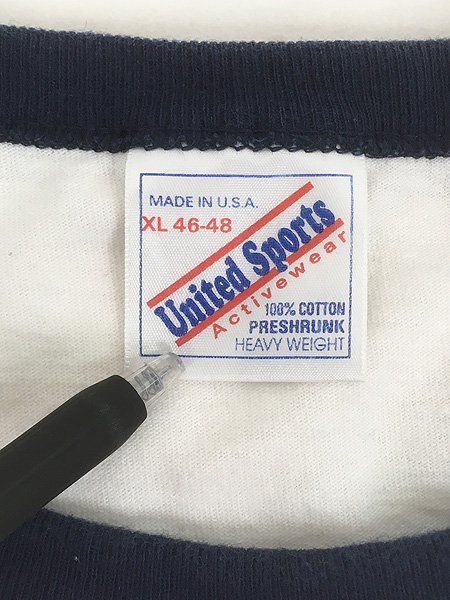 MADE IN U.S.A.
XL 46-48
United Sports
Activewear
100% COTTON
PRESHRUNK
HEAVY WEIGHT